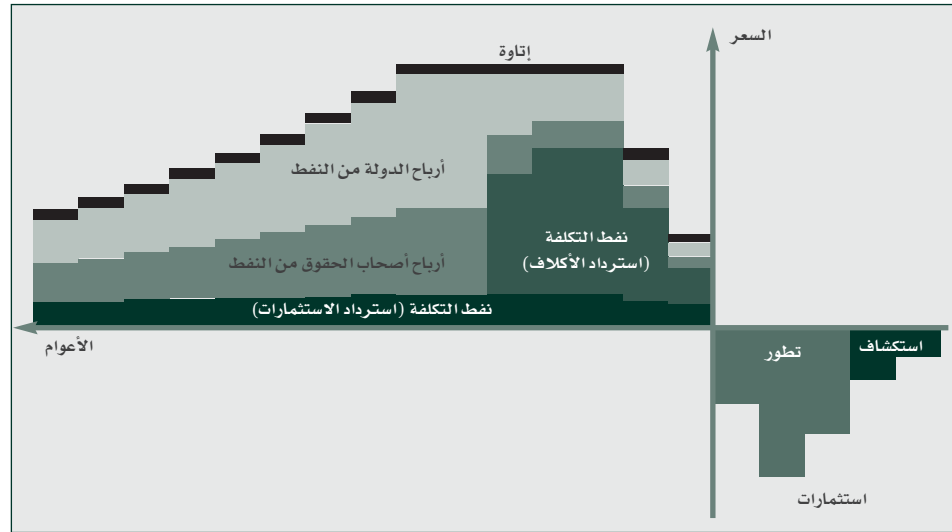 السعر
إتاوة
أرباح الدولة من النفط
نفط التكلفة
(استرداد الأكلاف)
أرباح أصحاب الحقوق من النفط
نفط التكلفة (استرداد الاستثمارات)
الأعوام
استكشاف
تطور
استثمارات